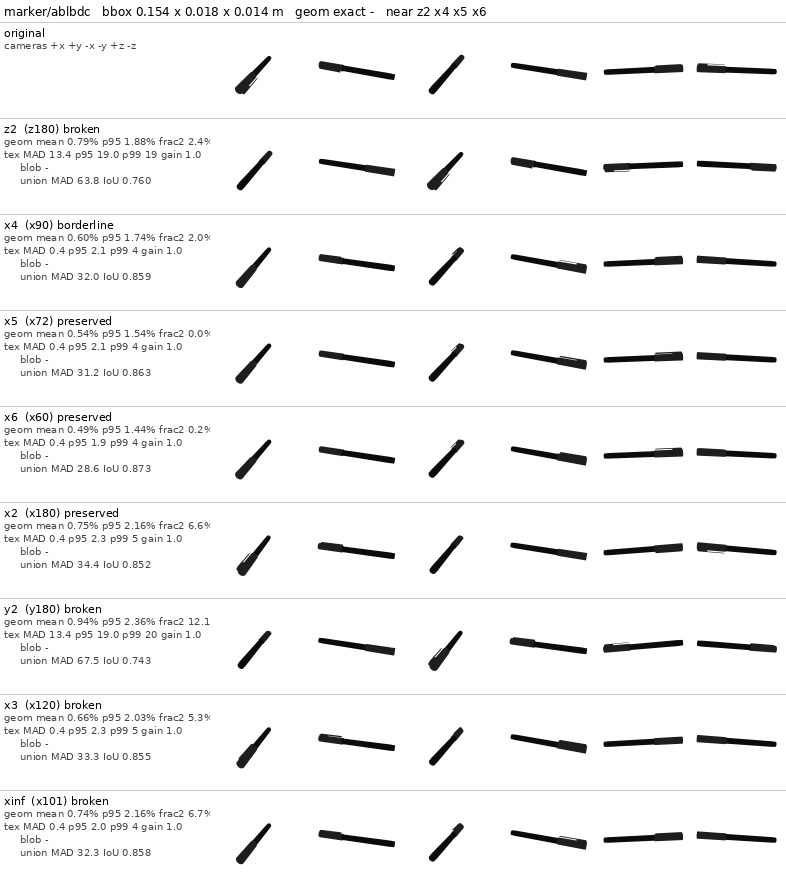 marker/ablbdc   bbox 0.154 x 0.018 x 0.014 m   geom exact -   near z2 x4 x5 x6
original
cameras +x +y -x -y +z -z
z2  (z180) broken
geom mean 0.79% p95 1.88% frac2 2.4%
tex MAD 13.4 p95 19.0 p99 19 gain 1.0
blob -
union MAD 63.8 IoU 0.760
x4  (x90) borderline
geom mean 0.60% p95 1.74% frac2 2.0%
tex MAD 0.4 p95 2.1 p99 4 gain 1.0
blob -
union MAD 32.0 IoU 0.859
x5  (x72) preserved
geom mean 0.54% p95 1.54% frac2 0.0%
tex MAD 0.4 p95 2.1 p99 4 gain 1.0
blob -
union MAD 31.2 IoU 0.863
x6  (x60) preserved
geom mean 0.49% p95 1.44% frac2 0.2%
tex MAD 0.4 p95 1.9 p99 4 gain 1.0
blob -
union MAD 28.6 IoU 0.873
x2  (x180) preserved
geom mean 0.75% p95 2.16% frac2 6.6%
tex MAD 0.4 p95 2.3 p99 5 gain 1.0
blob -
union MAD 34.4 IoU 0.852
y2  (y180) broken
geom mean 0.94% p95 2.36% frac2 12.1
tex MAD 13.4 p95 19.0 p99 20 gain 1.0
blob -
union MAD 67.5 IoU 0.743
x3  (x120) broken
geom mean 0.66% p95 2.03% frac2 5.3%
tex MAD 0.4 p95 2.3 p99 5 gain 1.0
blob -
union MAD 33.3 IoU 0.855
xinf  (x101) broken
geom mean 0.74% p95 2.16% frac2 6.7%
tex MAD 0.4 p95 2.0 p99 4 gain 1.0
blob -
union MAD 32.3 IoU 0.858